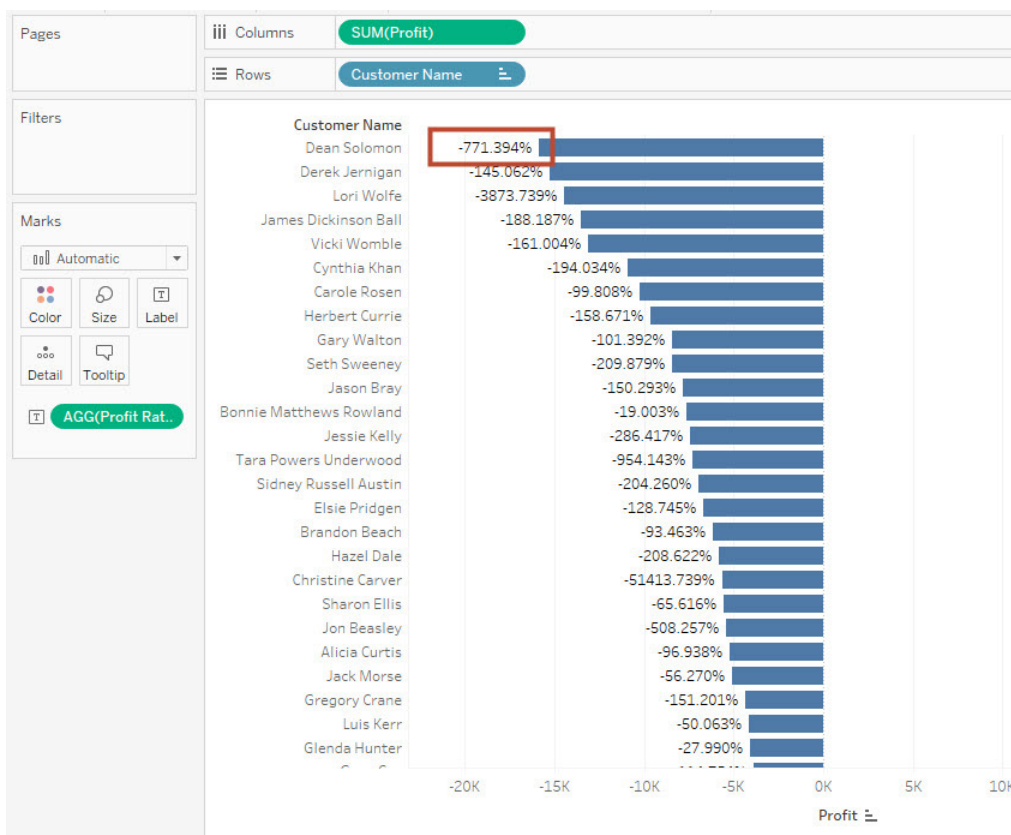 Pages
Columns SUM(Profit)
Rows Customer Name
Filters
Marks
Automatic
Color Size Label
Detail Tooltip
AGG(Profit Rat..
Customer Name
Dean Solomon -771.394%
Derek Jernigan -145.062%
Lori Wolfe -3873.739%
James Dickinson Ball -188.187%
Vicki Womble -161.004%
Cynthia Khan -194.034%
Carole Rosen -99.808%
Herbert Currie -158.671%
Gary Walton -101.392%
Seth Sweeney -209.879%
Jason Bray -150.293%
Bonnie Matthews Rowland -19.003%
Jessie Kelly -286.417%
Tara Powers Underwood -954.143%
Sidney Russell Austin -204.260%
Elsie Pridgen -128.745%
Brandon Beach -93.463%
Hazel Dale -208.622%
Christine Carver -51413.739%
Sharon Ellis -65.616%
Jon Beasley -508.257%
Alicia Curtis -96.938%
Jack Morse -56.270%
Gregory Crane -151.201%
Luis Kerr -50.063%
Glenda Hunter -27.990%
-20K -15K -10K -5K 0K 5K 10K
Profit